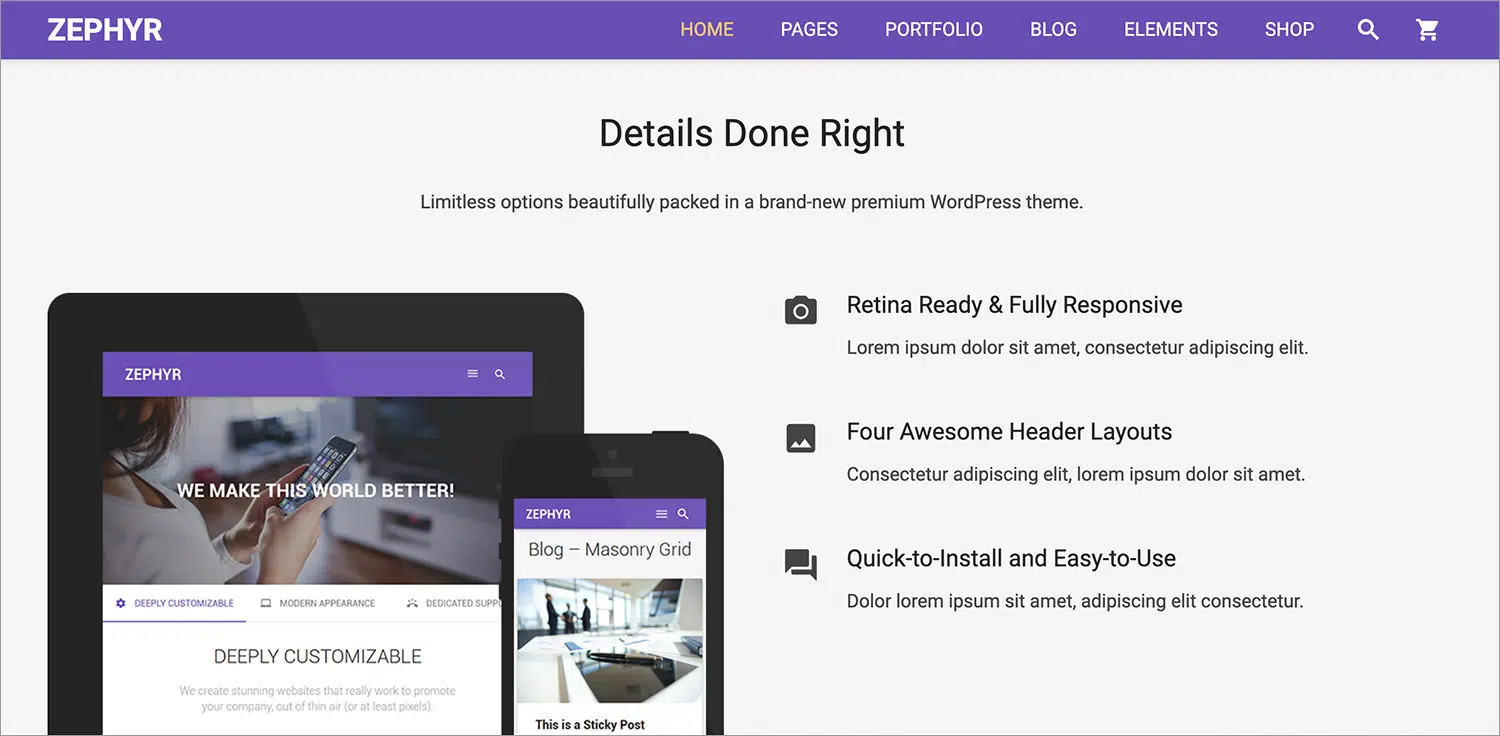 ZEPHYR
HOME PAGES PORTFOLIO BLOG ELEMENTS SHOP
Details Done Right
Limitless options beautifully packed in a brand-new premium WordPress theme.
ZEPHYR
WE MAKE THIS WORLD BETTER!
DEEPLY CUSTOMIZABLE MODERN APPEARANCE DEDICATED SUPP
DEEPLY CUSTOMIZABLE
We create stunning websites that really work to promote
your company, out of thin air (or at least pixels).
ZEPHYR
Blog – Masonry Grid
This is a Sticky Post
Retina Ready & Fully Responsive
Lorem ipsum dolor sit amet, consectetur adipiscing elit.
Four Awesome Header Layouts
Consectetur adipiscing elit, lorem ipsum dolor sit amet.
Quick-to-Install and Easy-to-Use
Dolor lorem ipsum sit amet, adipiscing elit consectetur.